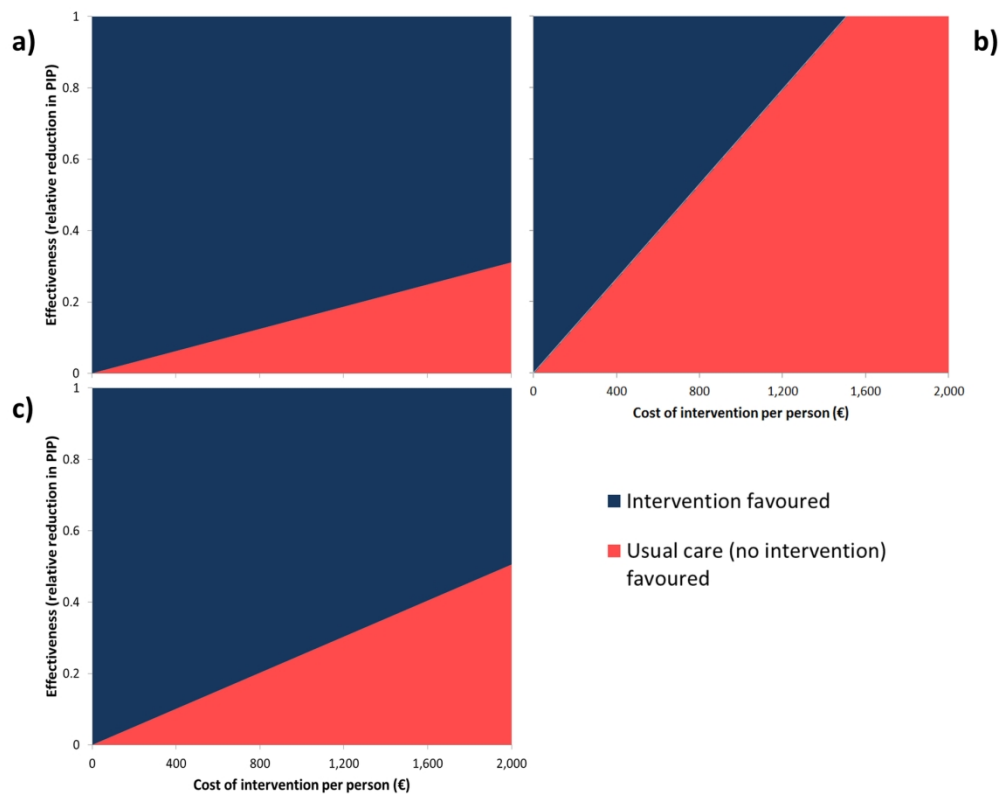 a)
1
0.8
0.6
0.4
0.2
0
Effectiveness (relative reduction in PIP)
b)
0
400
800
1,200
1,600
2,000
Cost of intervention per person (€)
c)
1
0.8
0.6
0.4
0.2
0
Effectiveness (relative reduction in PIP)
0
400
800
1,200
1,600
2,000
Cost of intervention per person (€)
Intervention favoured
Usual care (no intervention)
favoured